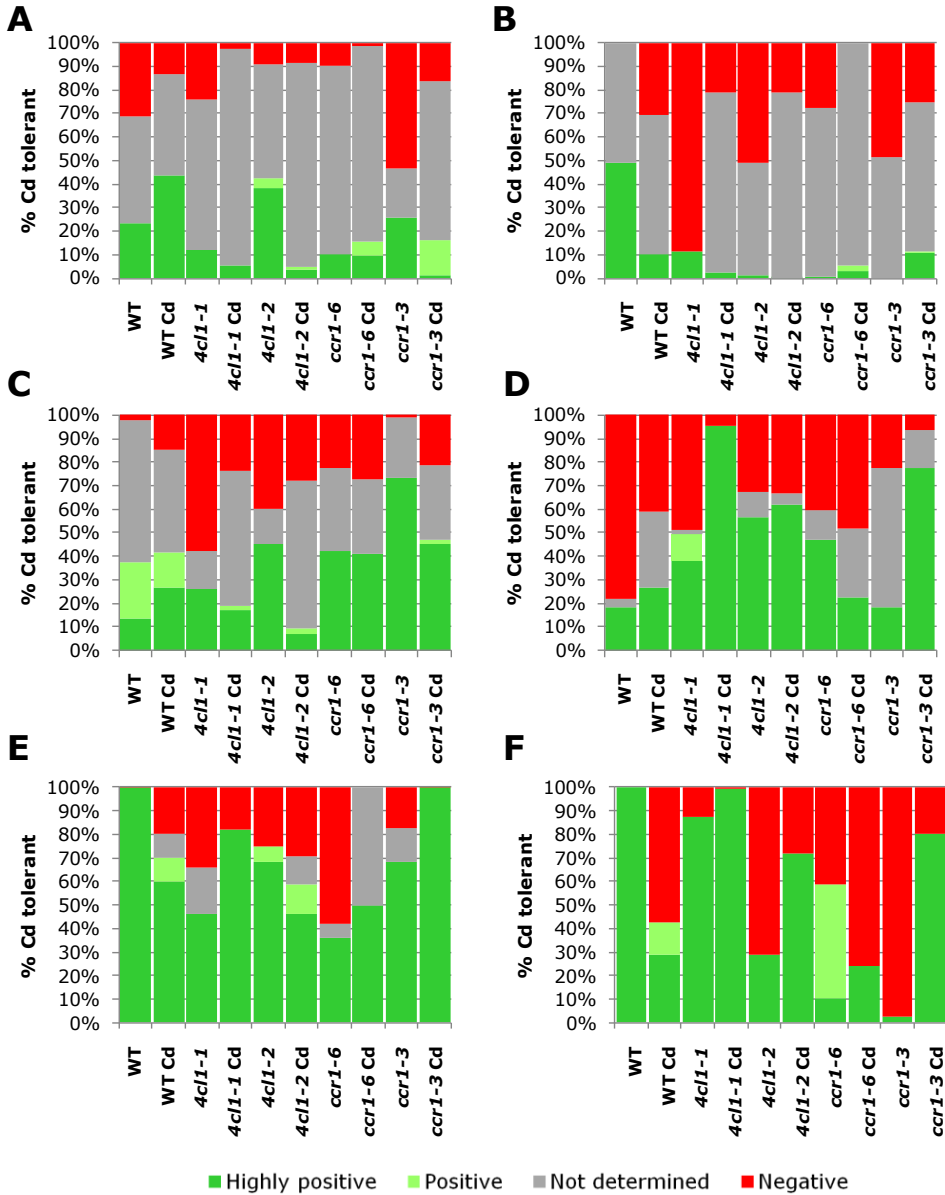 A
% Cd tolerant
100%
90%
80%
70%
60%
50%
40%
30%
20%
10%
0%
WT
WT Cd
4cl1-1
4cl1-1 Cd
4cl1-2
4cl1-2 Cd
ccr1-6
ccr1-6 Cd
ccr1-3
ccr1-3 Cd
B
% Cd tolerant
100%
90%
80%
70%
60%
50%
40%
30%
20%
10%
0%
WT
WT Cd
4cl1-1
4cl1-1 Cd
4cl1-2
4cl1-2 Cd
ccr1-6
ccr1-6 Cd
ccr1-3
ccr1-3 Cd
C
% Cd tolerant
100%
90%
80%
70%
60%
50%
40%
30%
20%
10%
0%
WT
WT Cd
4cl1-1
4cl1-1 Cd
4cl1-2
4cl1-2 Cd
ccr1-6
ccr1-6 Cd
ccr1-3
ccr1-3 Cd
D
% Cd tolerant
100%
90%
80%
70%
60%
50%
40%
30%
20%
10%
0%
WT
WT Cd
4cl1-1
4cl1-1 Cd
4cl1-2
4cl1-2 Cd
ccr1-6
ccr1-6 Cd
ccr1-3
ccr1-3 Cd
E
% Cd tolerant
100%
90%
80%
70%
60%
50%
40%
30%
20%
10%
0%
WT
WT Cd
4cl1-1
4cl1-1 Cd
4cl1-2
4cl1-2 Cd
ccr1-6
ccr1-6 Cd
ccr1-3
ccr1-3 Cd
F
% Cd tolerant
100%
90%
80%
70%
60%
50%
40%
30%
20%
10%
0%
WT
WT Cd
4cl1-1
4cl1-1 Cd
4cl1-2
4cl1-2 Cd
ccr1-6
ccr1-6 Cd
ccr1-3
ccr1-3 Cd
Highly positive Positive Not determined Negative